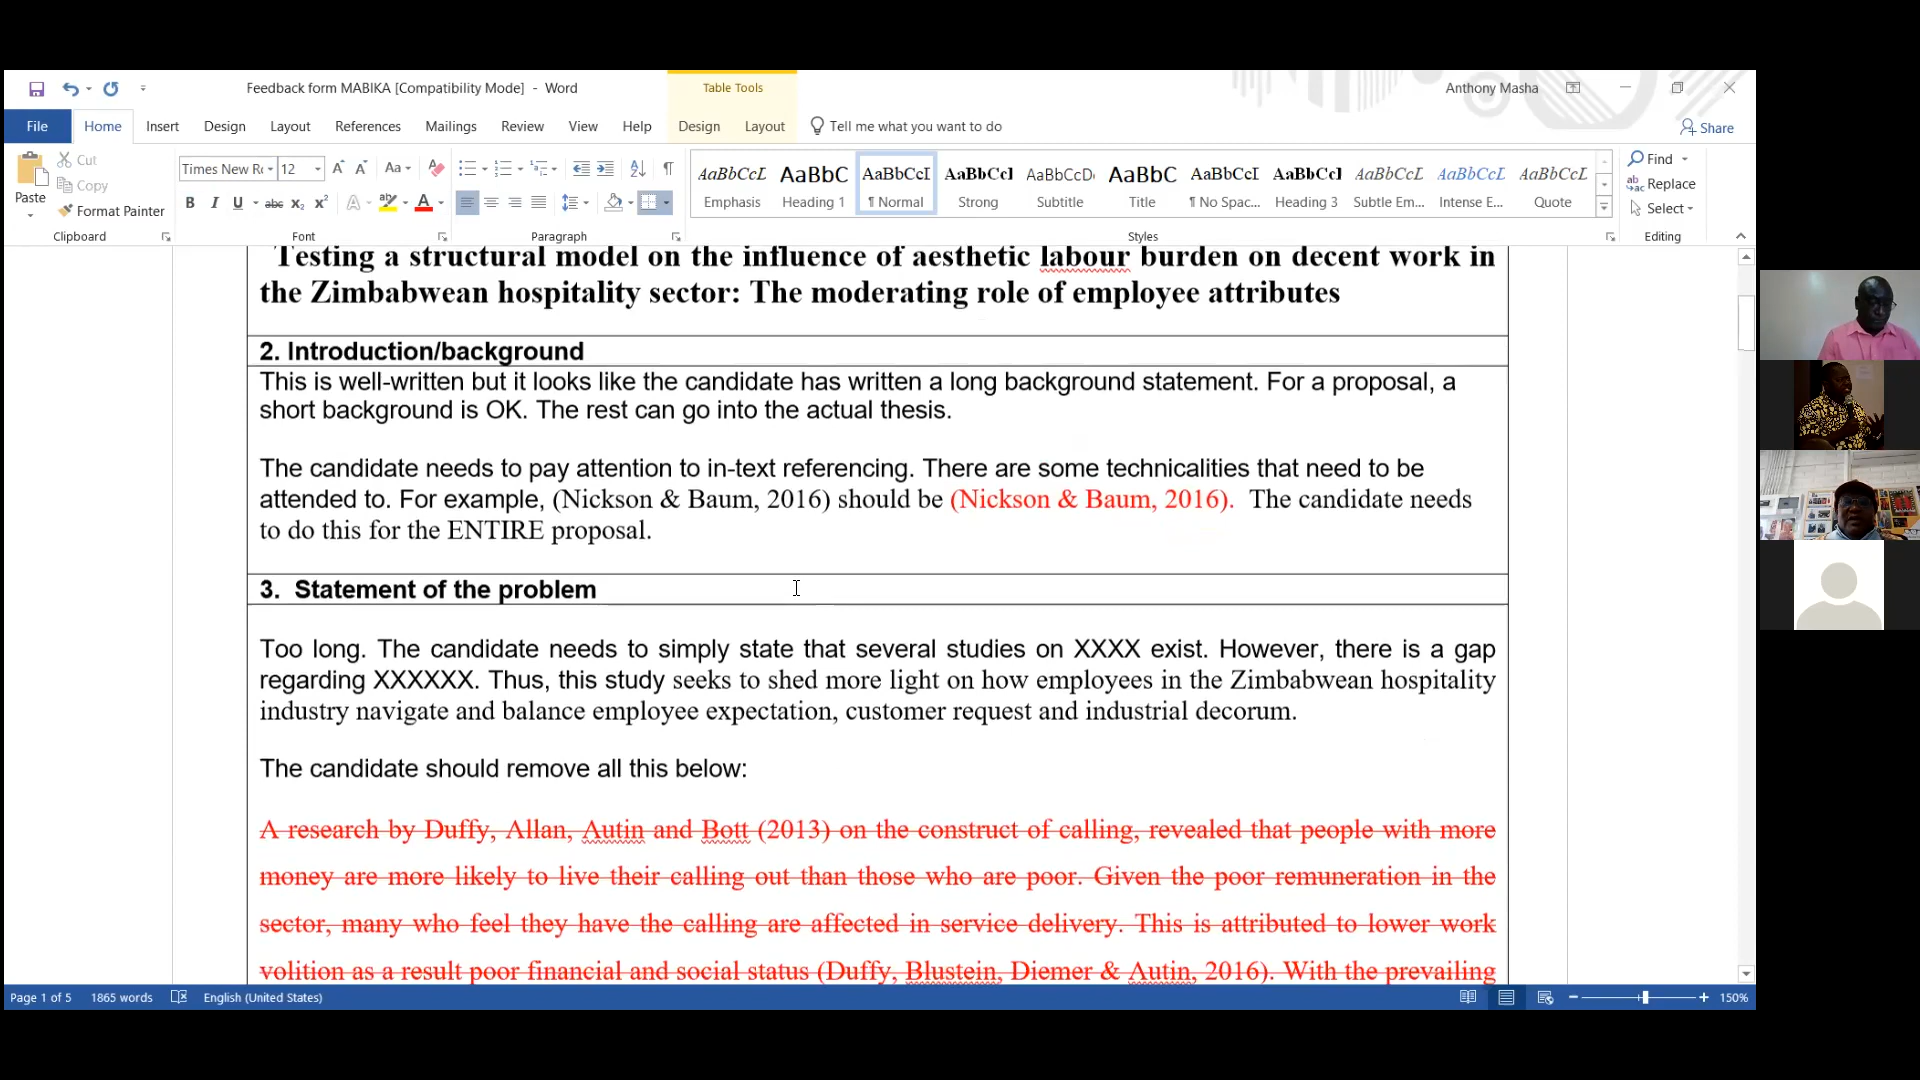 Feedback form MABIKA [Compatibility Mode] - Word
Table Tools
Anthony Masha
File Home Insert Design Layout References Mailings Review View Help Design Layout Tell me what you want to do Share
Paste
Cut
Copy
Format Painter
Clipboard
Times New Ro 12
Font
Paragraph
AaBbCcL AaBbC AaBbCcI AaBbCcI AaBbCcD AaBbC AaBbCcI AaBbCcI AaBbCcL AaBbCcL AaBbCcL
Emphasis Heading 1 ¶ Normal Strong Subtitle Title ¶ No Spac... Heading 3 Subtle Em... Intense E... Quote
Styles
Find
Replace
Select
Editing
Testing a structural model on the influence of aesthetic labour burden on decent work in
the Zimbabwean hospitality sector: The moderating role of employee attributes
2. Introduction/background
This is well-written but it looks like the candidate has written a long background statement. For a proposal, a
short background is OK. The rest can go into the actual thesis.
The candidate needs to pay attention to in-text referencing. There are some technicalities that need to be
attended to. For example, (Nickson & Baum, 2016) should be (Nickson & Baum, 2016). The candidate needs
to do this for the ENTIRE proposal.
3. Statement of the problem
Too long. The candidate needs to simply state that several studies on XXXX exist. However, there is a gap
regarding XXXXXX. Thus, this study seeks to shed more light on how employees in the Zimbabwean hospitality
industry navigate and balance employee expectation, customer request and industrial decorum.
The candidate should remove all this below:
A research by Duffy, Allan, Autin and Bott (2013) on the construct of calling, revealed that people with more
money are more likely to live their calling out than those who are poor. Given the poor remuneration in the
sector, many who feel they have the calling are affected in service delivery. This is attributed to lower work
volition as a result poor financial and social status (Duffy, Blustein, Diemer & Autin, 2016). With the prevailing
Page 1 of 5 1865 words English (United States) 150%